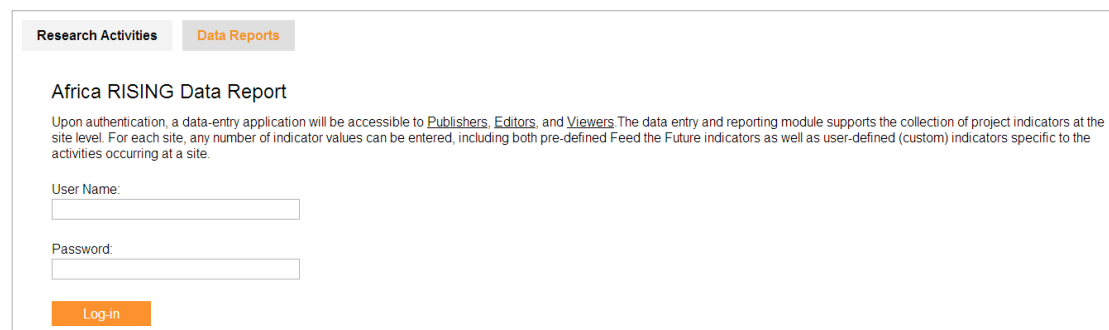 Research Activities
Data Reports
Africa RISING Data Report
Upon authentication, a data-entry application will be accessible to Publishers, Editors, and Viewers.The data entry and reporting module supports the collection of project indicators at the
site level. For each site, any number of indicator values can be entered, including both pre-defined Feed the Future indicators as well as user-defined (custom) indicators specific to the
activities occurring at a site.
User Name:
Password:
Log-in